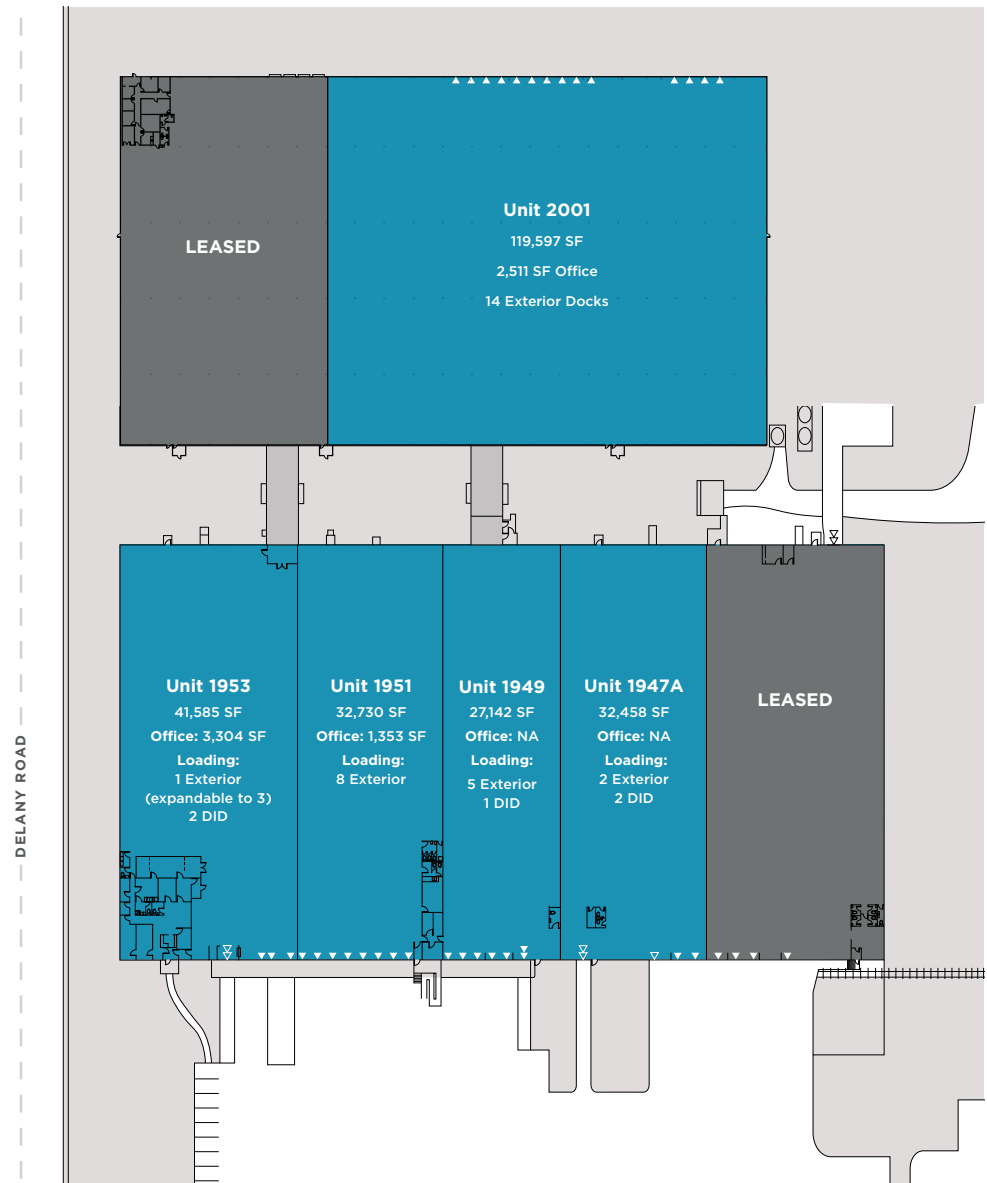 DELANY ROAD
LEASED
Unit 2001
119,597 SF
2,511 SF Office
14 Exterior Docks
Unit 1953
41,585 SF
Office: 3,304 SF
Loading:
1 Exterior
(expandable to 3)
2 DID
Unit 1951
32,730 SF
Office: 1,353 SF
Loading:
8 Exterior
Unit 1949
27,142 SF
Office: NA
Loading:
5 Exterior
1 DID
Unit 1947A
32,458 SF
Office: NA
Loading:
2 Exterior
2 DID
LEASED